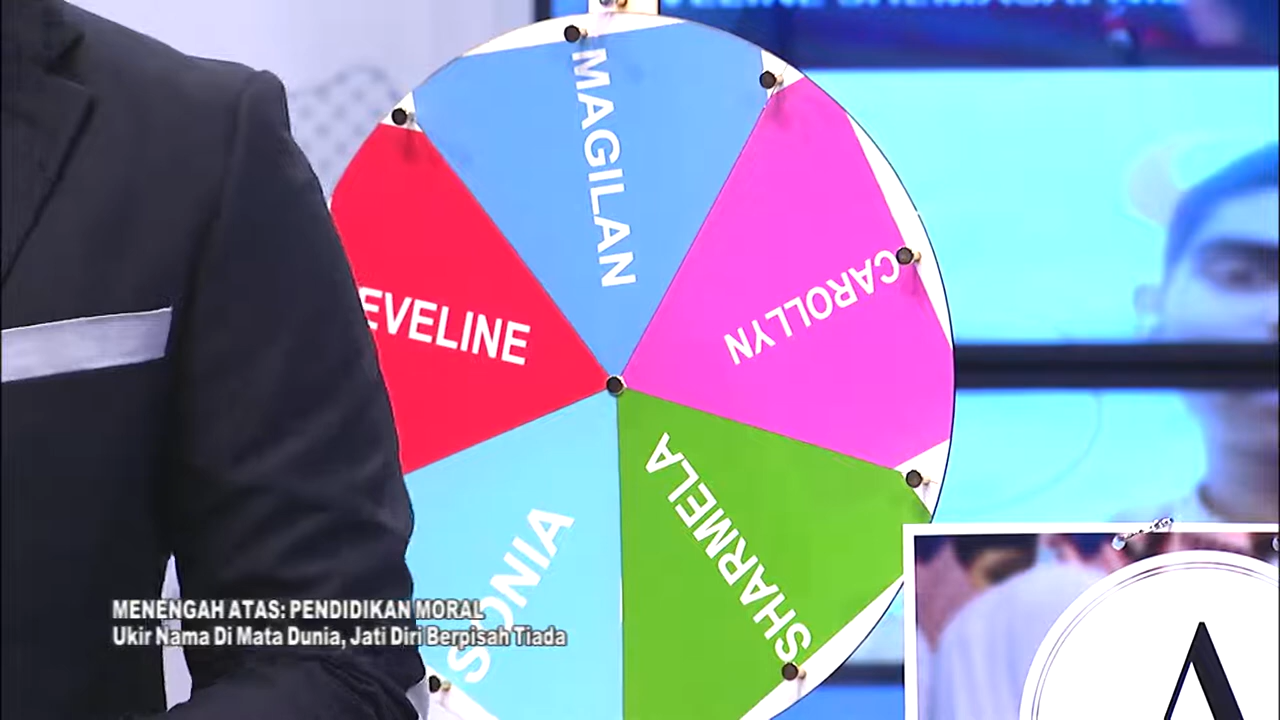 MAGILAN
CAROLLYN
EVELINE
SHARMELA
SONIA
A
MENENGAH ATAS: PENDIDIKAN MORAL
Ukir Nama Di Mata Dunia, Jati Diri Berpisah Tiada